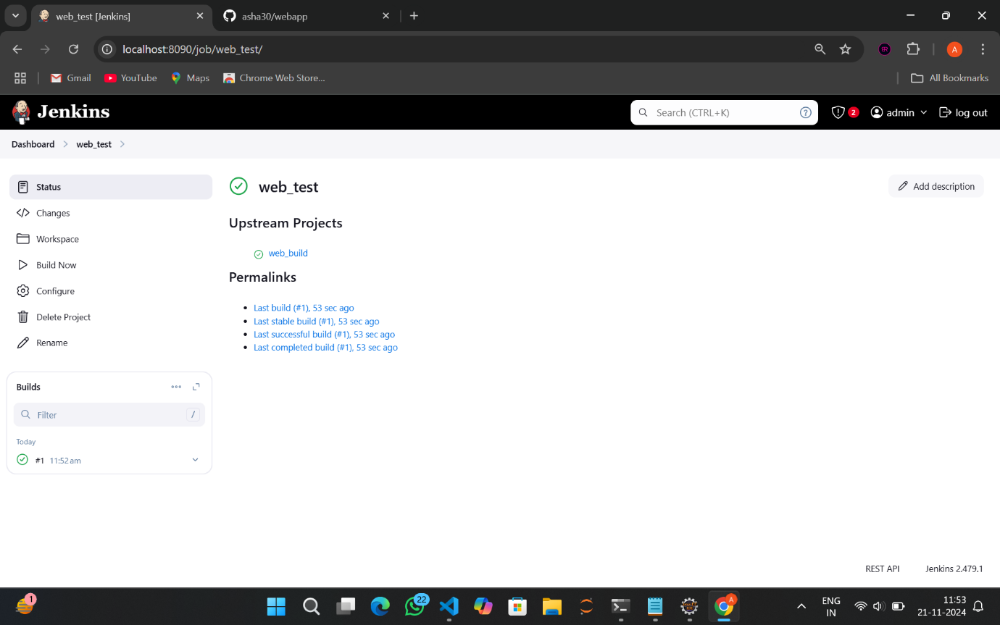 web_test [Jenkins]
asha30/webapp
localhost:8090/job/web_test/
A
Gmail
YouTube
Maps
Chrome Web Store...
All Bookmarks
Jenkins
Search (CTRL+K)
?
2
admin
log out
Dashboard
web_test
Status
Changes
Workspace
Build Now
Configure
Delete Project
Rename
Builds
Filter
/
Today
#1 11:52 am
web_test
Add description
Upstream Projects
web_build
Permalinks
Last build (#1), 53 sec ago
Last stable build (#1), 53 sec ago
Last successful build (#1), 53 sec ago
Last completed build (#1), 53 sec ago
REST API
Jenkins 2.479.1
1
22
A
ENG
IN
11:53
21-11-2024